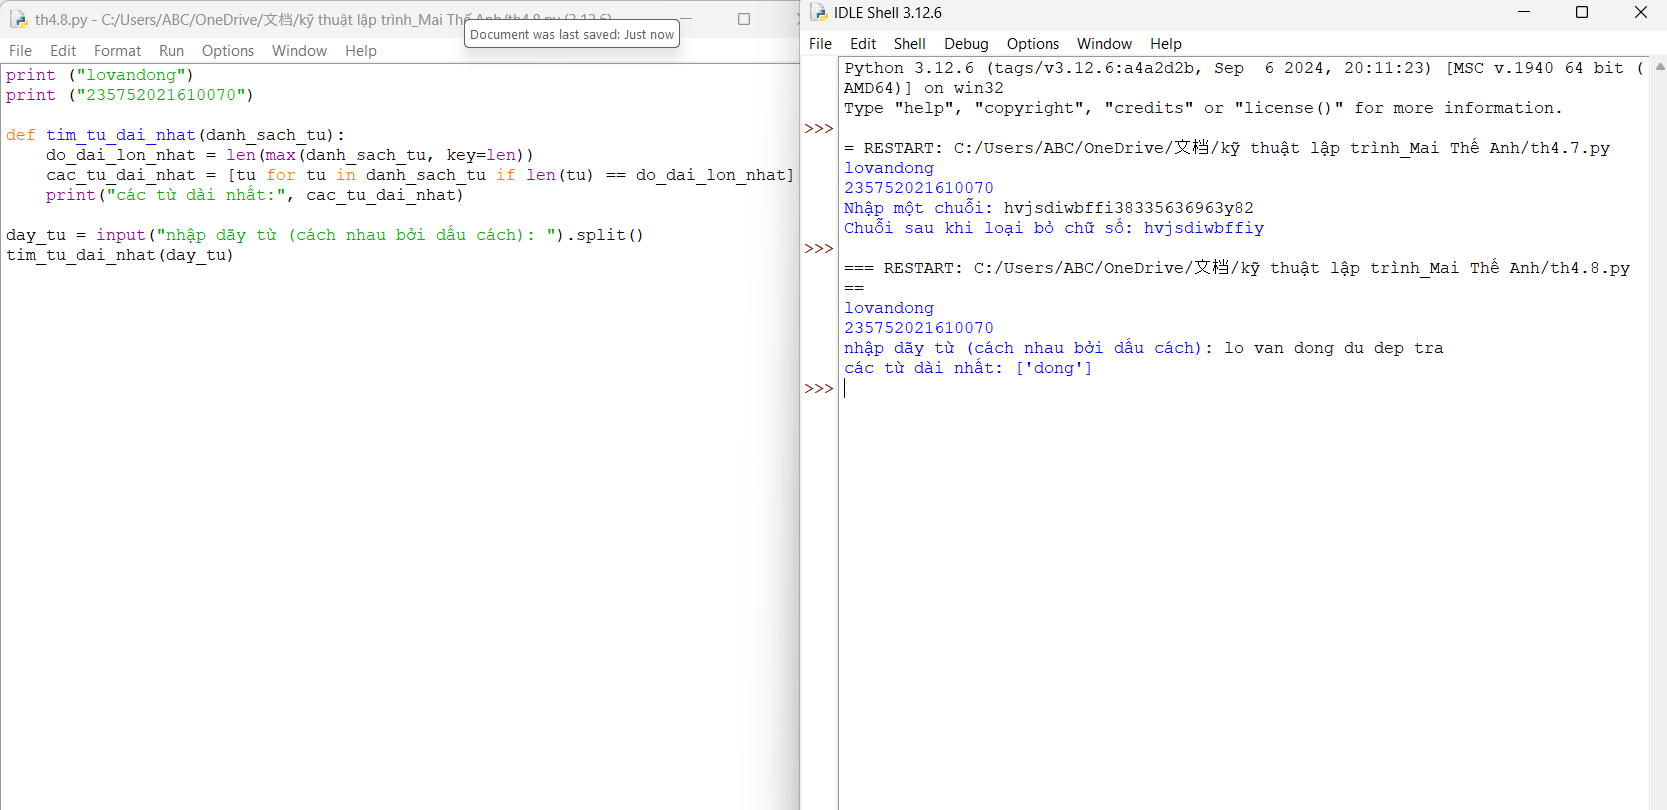 th4.8.py - C:/Users/ABC/OneDrive/文档/kỹ thuật lập trình_Mai Thế Anh/th4.8.py (3.12.6)
Document was last saved: Just now
File Edit Format Run Options Window Help
print ("lovandong")
print ("235752021610070")
def tim_tu_dai_nhat(danh_sach_tu):
    do_dai_lon_nhat = len(max(danh_sach_tu, key=len))
    cac_tu_dai_nhat = [tu for tu in danh_sach_tu if len(tu) == do_dai_lon_nhat]
    print("các từ dài nhất:", cac_tu_dai_nhat)
day_tu = input("nhập dãy từ (cách nhau bởi dấu cách): ").split()
tim_tu_dai_nhat(day_tu)
IDLE Shell 3.12.6
File Edit Shell Debug Options Window Help
Python 3.12.6 (tags/v3.12.6:a4a2d2b, Sep  6 2024, 20:11:23) [MSC v.1940 64 bit (
AMD64)] on win32
Type "help", "copyright", "credits" or "license()" for more information.
>>>
= RESTART: C:/Users/ABC/OneDrive/文档/kỹ thuật lập trình_Mai Thế Anh/th4.7.py
lovandong
235752021610070
Nhập một chuỗi: hvjsdiwbffi38335636963y82
Chuỗi sau khi loại bỏ chữ số: hvjsdiwbffiy
>>>
=== RESTART: C:/Users/ABC/OneDrive/文档/kỹ thuật lập trình_Mai Thế Anh/th4.8.py
==
lovandong
235752021610070
nhập dãy từ (cách nhau bởi dấu cách): lo van dong du dep tra
các từ dài nhất: ['dong']
>>>